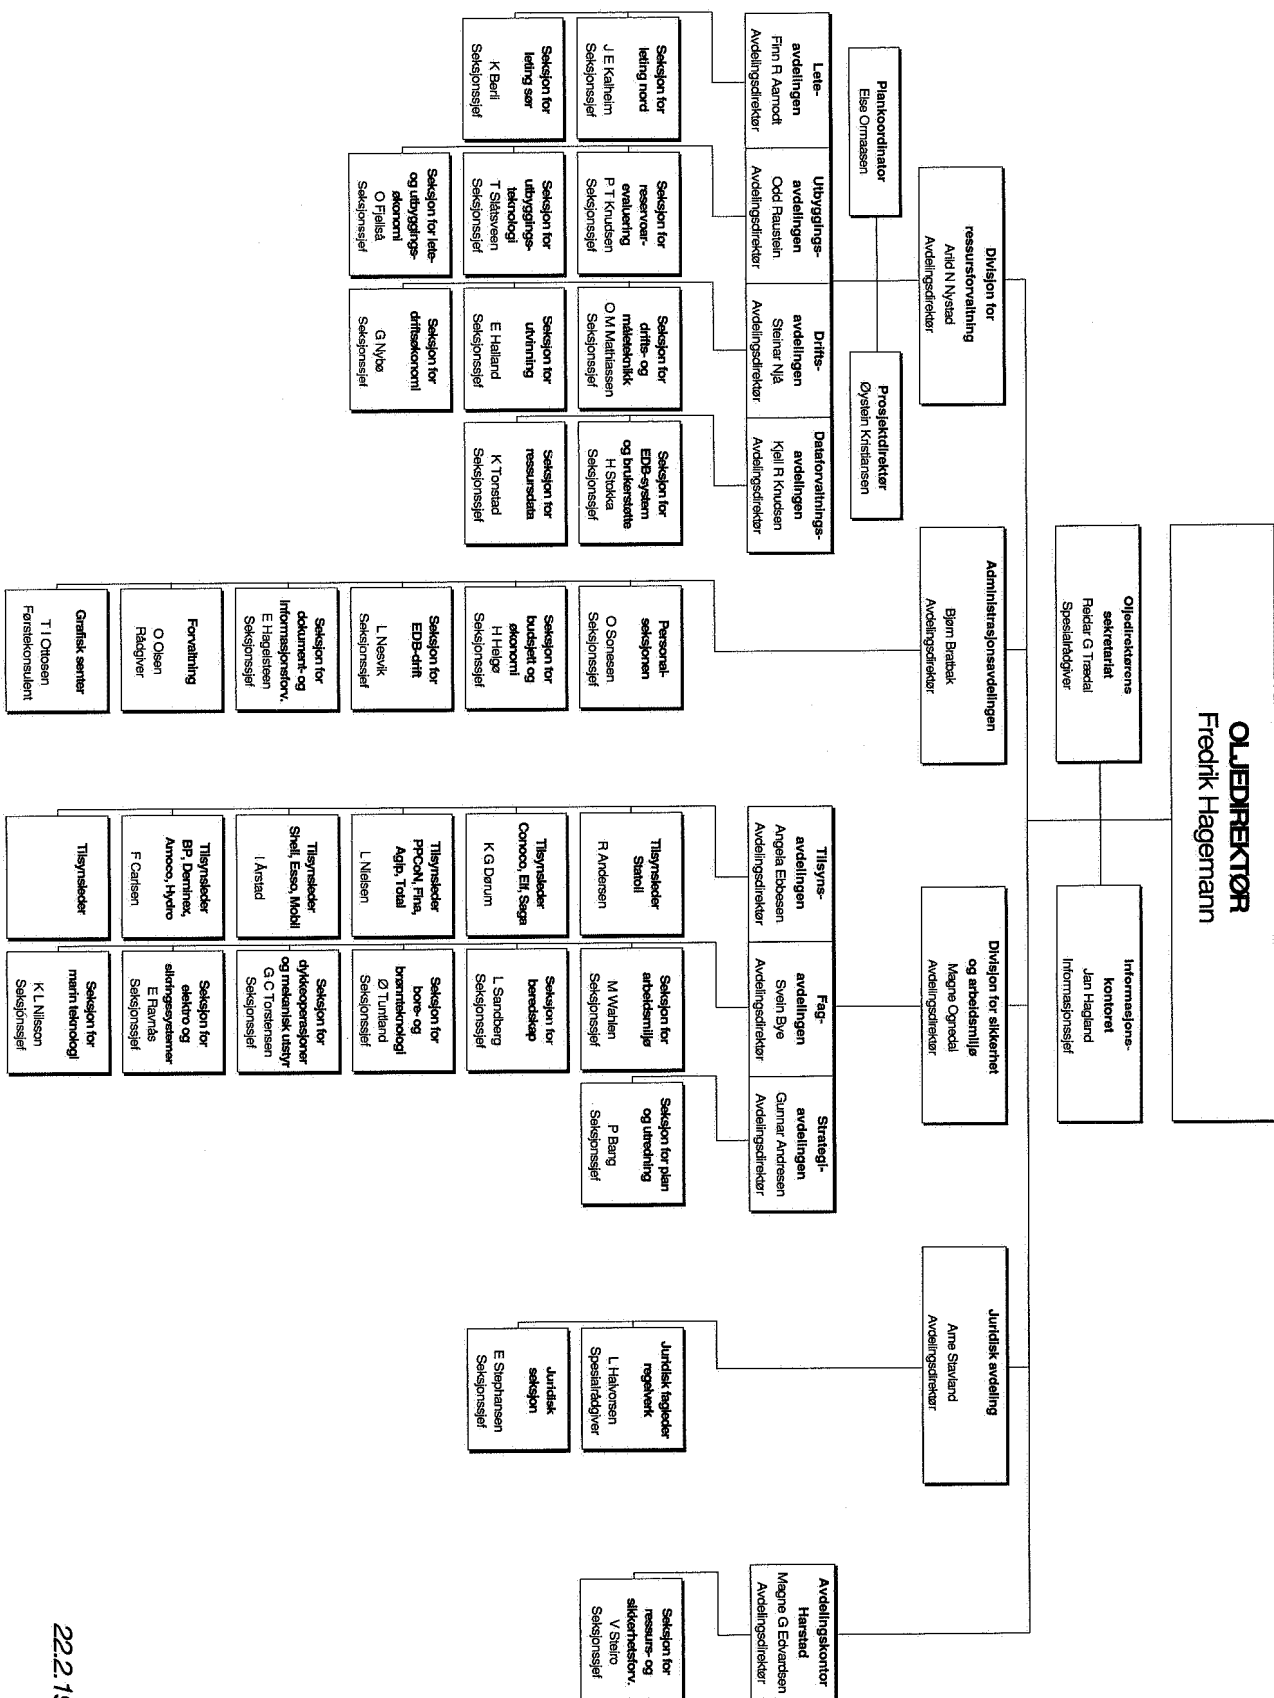 OLJEDIREKTØR
Fredrik Hagemann
Oljedirektørens
sekretariat
Reidar G Trædal
Spesialrådgiver
Informasjons-
kontoret
Jan Hagland
Informasjonssjef
Divisjon for
ressursforvaltning
Arild N Nystad
Avdelingsdirektør
Administrasjonsavdelingen
Bjørn Bratbak
Avdelingsdirektør
Divisjon for sikkerhet
og arbeidsmiljø
Magne Ognedal
Avdelingsdirektør
Juridisk avdeling
Arne Stavland
Avdelingsdirektør
Plankoordinator
Else Ormaasen
Prosjektdirektør
Øystein Kristiansen
Lete-
avdelingen
Finn R Aamodt
Avdelingsdirektør
Utbyggings-
avdelingen
Odd Raustein
Avdelingsdirektør
Drifts-
avdelingen
Steinar Njå
Avdelingsdirektør
Dataforvaltnings-
avdelingen
Kjell R Knudsen
Avdelingsdirektør
Tilsyns-
avdelingen
Angela Ebbesen
Avdelingsdirektør
Fag-
avdelingen
Svein Bye
Avdelingsdirektør
Strategi-
avdelingen
Gunnar Andresen
Avdelingsdirektør
Avdelingskontor
Harstad
Magne G Edvardsen
Avdelingsdirektør
Seksjon for
leting nord
J E Kalheim
Seksjonssjef
Seksjon for
reservoar-
evaluering
P T Knudsen
Seksjonssjef
Seksjon for
drifts- og
måleteknikk
O M Mathiassen
Seksjonssjef
Seksjon for
EDB-system
og brukerstøtte
H Stokka
Seksjonssjef
Personal-
seksjonen
O Sonesen
Seksjonssjef
Tilsynsleder
Statoil
R Andersen
Seksjon for
arbeidsmiljø
M Wahlen
Seksjonssjef
Seksjon for plan
og utredning
P Bang
Seksjonssjef
Juridisk fagleder
regelverk
L Halvorsen
Spesialrådgiver
Seksjon for
ressurs- og
sikkerhetsforv.
V Steiro
Seksjonssjef
Seksjon for
leting sør
K Berli
Seksjonssjef
Seksjon for
utbyggings-
teknologi
T Slåtsveen
Seksjonssjef
Seksjon for
utvinning
E Halland
Seksjonssjef
Seksjon for
ressursdata
K Tonstad
Seksjonssjef
Seksjon for
budsjett og
økonomi
H Helgø
Seksjonssjef
Tilsynsleder
Conoco, Elf, Saga
K G Dørum
Seksjon for
beredskap
L Sandberg
Seksjonssjef
Juridisk
seksjon
E Stephansen
Seksjonssjef
Seksjon for lete-
og utbyggings-
økonomi
O Fjellså
Seksjonssjef
Seksjon for
driftsøkonomi
G Nybø
Seksjonssjef
Seksjon for
EDB-drift
L Nesvik
Seksjonssjef
Tilsynsleder
PPCoN, Fina,
Agip, Total
L Nielsen
Seksjon for
bore- og
brønnteknologi
Ø Tuntland
Seksjonssjef
Seksjon for
dokument- og
informasjonsforv.
E Hagelsteen
Seksjonssjef
Tilsynsleder
Shell, Esso, Mobil
I Årstad
Seksjon for
dykkeoperasjoner
og mekanisk utstyr
G C Torstensen
Seksjonssjef
Forvaltning
O Olsen
Rådgiver
Tilsynsleder
BP, Deminex,
Amoco, Hydro
F Carlsen
Seksjon for
elektro og
sikringssystemer
E Ravnås
Seksjonssjef
Grafisk senter
T I Ottosen
Førstekonsulent
Tilsynsleder
Seksjon for
marin teknologi
K L Nilsson
Seksjonssjef